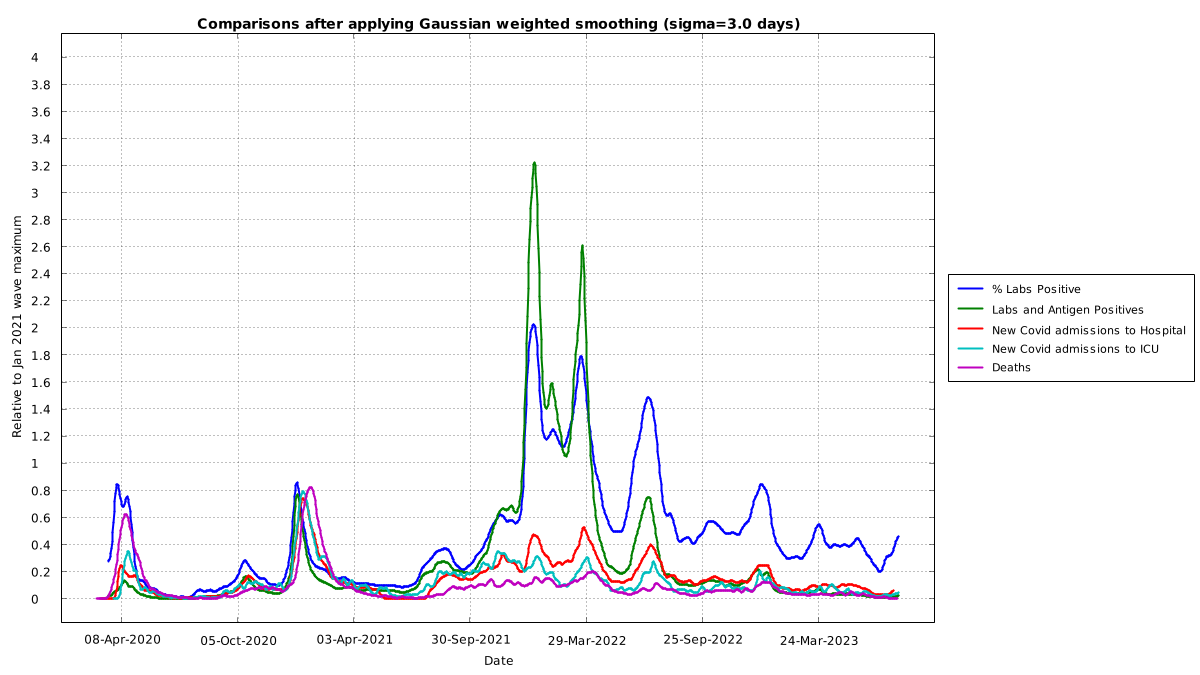 Comparisons after applying Gaussian weighted smoothing (sigma=3.0 days)
4
3.8
3.6
3.4
3.2
3
2.8
2.6
2.4
2.2
2
1.8
1.6
1.4
1.2
1
0.8
0.6
0.4
0.2
0
Relative to Jan 2021 wave maximum
08-Apr-2020
05-Oct-2020
03-Apr-2021
30-Sep-2021
29-Mar-2022
25-Sep-2022
24-Mar-2023
Date
% Labs Positive
Labs and Antigen Positives
New Covid admissions to Hospital
New Covid admissions to ICU
Deaths